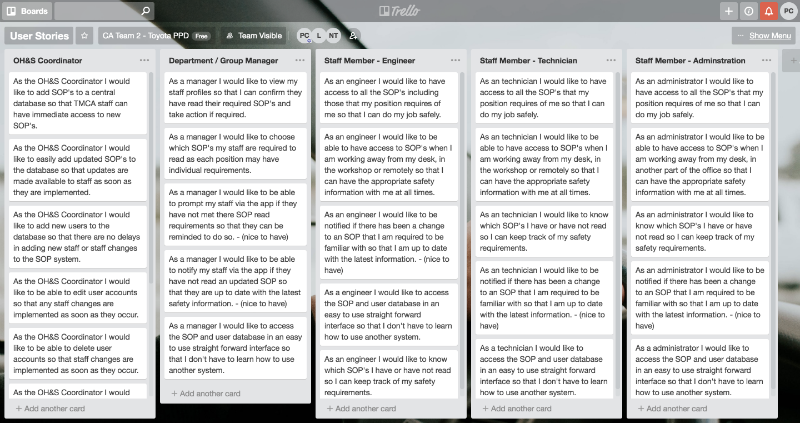 Boards
Trello
PC
User Stories
CA Team 2 - Toyota PPD
Free
Team Visible
PC
L
NT
... Show Menu
OH&S Coordinator
As the OH&S Coordinator I would
like to add SOP's to a central
database so that TMCA staff can
have immediate access to new
SOP's.
As the OH&S Coordinator I would
like to easily add updated SOP's to
the database so that updates are
made available to staff as soon as
they are implemented.
As the OH&S Coordinator I would
like to add new users to the
database so that there are no delays
in adding new staff or staff changes
to the SOP system.
As the OH&S Coordinator I would
like to be able to edit user accounts
so that any staff changes are
implemented as soon as they occur.
As the OH&S Coordinator I would
like to be able to delete user
accounts so that staff changes are
implemented as soon as they occur.
As the OH&S Coordinator I would
+ Add another card
Department / Group Manager
As a manager I would like to view my
staff profiles so that I can confirm they
have read their required SOP's and
take action if required.
As a manager I would like to choose
which SOP's my staff are required to
read as each position may have
individual requirements.
As a manager I would like to be able
to prompt my staff via the app if they
have not met there SOP read
requirements so that they can be
reminded to do so. - (nice to have)
As a manager I would like to be able
to notify my staff via the app if they
have not read an updated SOP so
that they are up to date with the latest
safety information. - (nice to have)
As a manager I would like to access
the SOP and user database in an easy
to use straight forward interface so
that I don't have to learn how to use
another system.
+ Add another card
Staff Member - Engineer
As an engineer I would like to have
access to all the SOP's including
those that my position requires of
me so that I can do my job safely.
As an engineer I would like to be
able to have access to SOP's when I
am working away from my desk, in
the workshop or remotely so that I
can have the appropriate safety
information with me at all times.
As an engineer I would like to be
notified if there has been a change
to an SOP that I am required to be
familiar with so that I am up to date
with the latest information. - (nice to
have)
As a engineer I would like to access
the SOP and user database in an
easy to use straight forward
interface so that I don't have to learn
how to use another system.
As an engineer I would like to know
which SOP's I have or have not read
so I can keep track of my safety
requirements.
+ Add another card
Staff Member - Technician
As an technician I would like to have
access to all the SOP's that my
position requires of me so that I can
do my job safely.
As an technician I would like to be
able to have access to SOP's when I
am working away from my desk, in
the workshop or remotely so that I
can have the appropriate safety
information with me at all times.
As an technician I would like to know
which SOP's I have or have not read
so I can keep track of my safety
requirements.
As an technician I would like to be
notified if there has been a change
to an SOP that I am required to be
familiar with so that I am up to date
with the latest information. - (nice to
have)
As a technician I would like to
access the SOP and user database
in an easy to use straight forward
interface so that I don't have to learn
how to use another system.
+ Add another card
Staff Member - Adminstration
As an administrator I would like to
have access to all the SOP's that my
position requires of me so that I can
do my job safely.
As an administrator I would like to be
able to have access to SOP's when I
am working away from my desk, in
another part of the office so that I
can have the appropriate safety
information with me at all times.
As an administrator I would like to
know which SOP's I have or have
not read so I can keep track of my
safety requirements.
As an administrator I would like to be
notified if there has been a change
to an SOP that I am required to be
familiar with so that I am up to date
with the latest information. - (nice to
have)
As a administrator I would like to
access the SOP and user database
in an easy to use straight forward
interface so that I don't have to learn
how to use another system.
+ Add another card